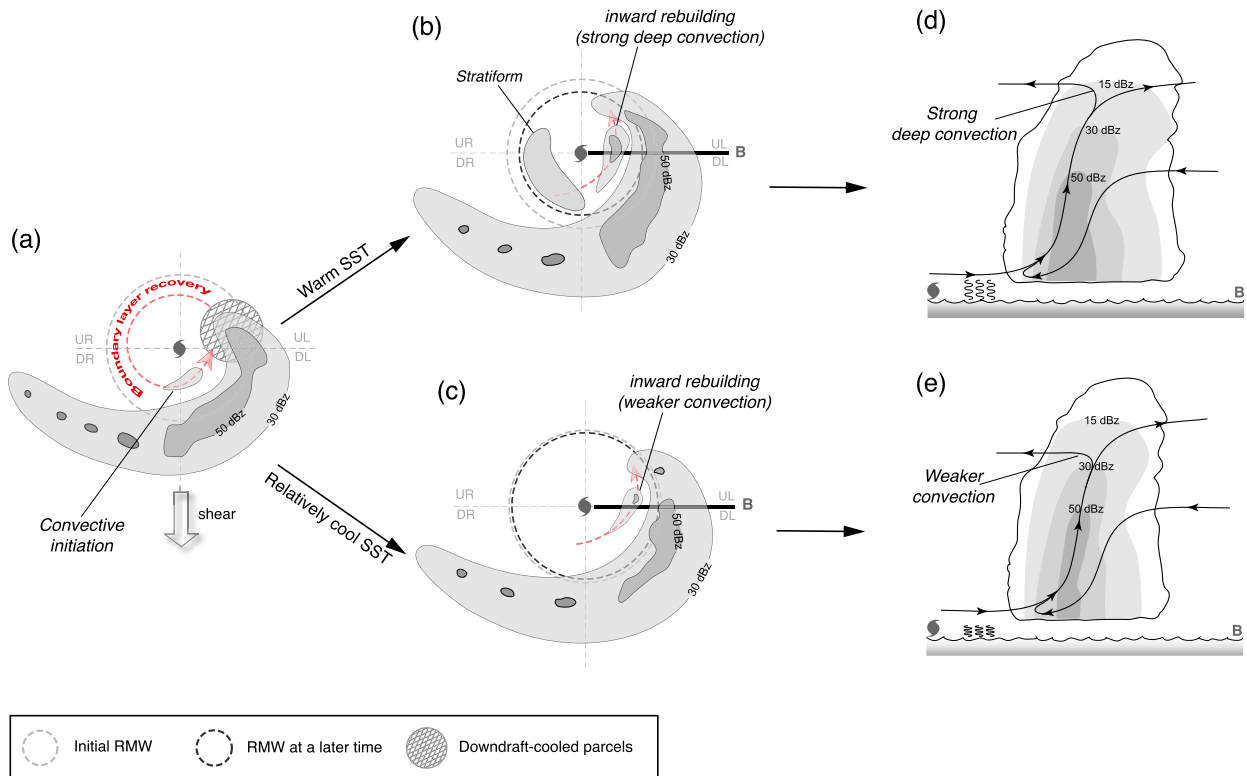 (a)
Boundary layer recovery
UR
DR
UL
DL
50 dBz
30 dBz
Convective
initiation
shear
Warm SST
Relatively cool SST
(b)
inward rebuilding
(strong deep convection)
Stratiform
UR
DR
UL
DL
B
50 dBz
30 dBz
(c)
inward rebuilding
(weaker convection)
UR
DR
UL
DL
B
50 dBz
30 dBz
(d)
15 dBz
Strong
deep convection
30 dBz
50 dBz
B
(e)
15 dBz
Weaker
convection
30 dBz
50 dBz
B
Initial RMW
RMW at a later time
Downdraft-cooled parcels